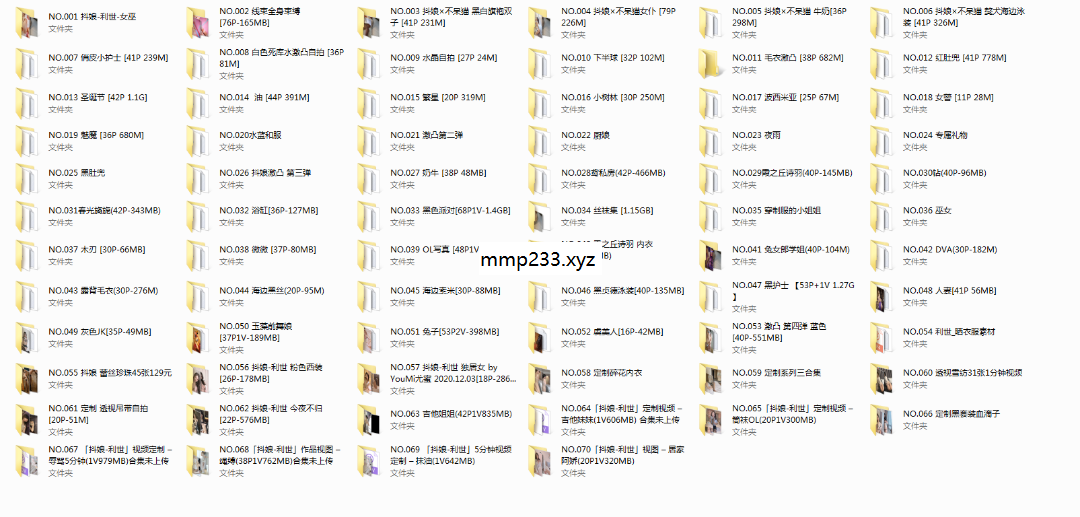 NO.001 抖娘-利世-女巫
文件夹
NO.002 线束全身束缚
[76P-165MB]
文件夹
NO.003 抖娘×不呆猫 黑白旗袍双
子 [41P 231M]
文件夹
NO.004 抖娘×不呆猫女仆 [79P
226M]
文件夹
NO.005 抖娘×不呆猫 牛奶[36P
298M]
文件夹
NO.006 抖娘×不呆猫 獒犬海边泳
装 [41P 326M]
文件夹
NO.007 俏皮小护士 [41P 239M]
文件夹
NO.008 白色死库水激凸自拍 [36P
81M]
文件夹
NO.009 水晶自拍 [27P 24M]
文件夹
NO.010 下半球 [32P 102M]
文件夹
NO.011 毛衣激凸 [38P 682M]
文件夹
NO.012 红肚兜 [41P 778M]
文件夹
NO.013 圣诞节 [42P 1.1G]
文件夹
NO.014 油 [44P 391M]
文件夹
NO.015 繁星 [20P 319M]
文件夹
NO.016 小树林 [30P 250M]
文件夹
NO.017 波西米亚 [25P 67M]
文件夹
NO.018 女警 [11P 28M]
文件夹
NO.019 魅魔 [36P 680M]
文件夹
NO.020水蓝和服
文件夹
NO.021 激凸第二弹
文件夹
NO.022 厨娘
文件夹
NO.023 夜雨
文件夹
NO.024 专属礼物
文件夹
NO.025 黑肚兜
文件夹
NO.026 抖娘激凸 第三弹
文件夹
NO.027 奶牛 [38P 48MB]
文件夹
NO.028蜜私房(42P-466MB)
文件夹
NO.029霞之丘诗羽(40P-145MB)
文件夹
NO.030钻(40P-96MB)
文件夹
NO.031春光旖旎(42P-343MB)
文件夹
NO.032 浴缸[36P-127MB]
文件夹
NO.033 黑色派对[68P1V-1.4GB]
文件夹
NO.034 丝袜集 [1.15GB]
文件夹
NO.035 穿制服的小姐姐
文件夹
NO.036 巫女
文件夹
NO.037 木刃 [30P-66MB]
文件夹
NO.038 微微 [37P-80MB]
文件夹
NO.039 OL写真 [48P1V
文件夹
之丘诗羽 内衣
MB)
mmp233.xyz
NO.041 兔女郎学姐(40P-104M)
文件夹
NO.042 DVA(30P-182M)
文件夹
NO.043 露背毛衣(30P-276M)
文件夹
NO.044 海边黑丝(20P-95M)
文件夹
NO.045 海边索米[30P-88MB]
文件夹
NO.046 黑贞德泳装[40P-135MB]
文件夹
NO.047 黑护士 【53P+1V 1.27G
】
文件夹
NO.048 人妻[41P 56MB]
文件夹
NO.049 灰色JK[35P-49MB]
文件夹
NO.050 玉藻前舞娘
[37P1V-189MB]
文件夹
NO.051 兔子[53P2V-398MB]
文件夹
NO.052 虞美人[16P-42MB]
文件夹
NO.053 激凸 第四弹 蓝色
[40P-551MB]
文件夹
NO.054 利世_晒衣服素材
文件夹
NO.055 抖娘 蕾丝珍珠45张129元
文件夹
NO.056 抖娘-利世 粉色西装
[26P-178MB]
文件夹
NO.057 抖娘-利世 独居女 by
YouMi尤蜜 2020.12.03[18P-286...
文件夹
NO.058 定制碎花内衣
文件夹
NO.059 定制系列三合集
文件夹
NO.060 透视雪纺31张1分钟视频
文件夹
NO.061 定制 透视吊带自拍
[20P-51M]
文件夹
NO.062 抖娘-利世 今夜不归
[22P-576MB]
文件夹
NO.063 吉他姐姐(42P1V835MB)
文件夹
NO.064「抖娘-利世」定制视频 –
吉他妹妹(1V606MB) 合集未上传
文件夹
NO.065「抖娘-利世」定制视频 –
筒袜OL(20P1V300MB)
文件夹
NO.066 定制黑寡装血滴子
文件夹
NO.067 「抖娘-利世」视频定制 –
辱骂5分钟(1V979MB)合集未上传
文件夹
NO.068 「抖娘-利世」作品视图 –
绳缚(38P1V762MB)合集未上传
文件夹
NO.069 「抖娘-利世」5分钟视频
定制 – 抹油(1V642MB)
文件夹
NO.070「抖娘-利世」视图 – 居家
阿娇(20P1V320MB)
文件夹